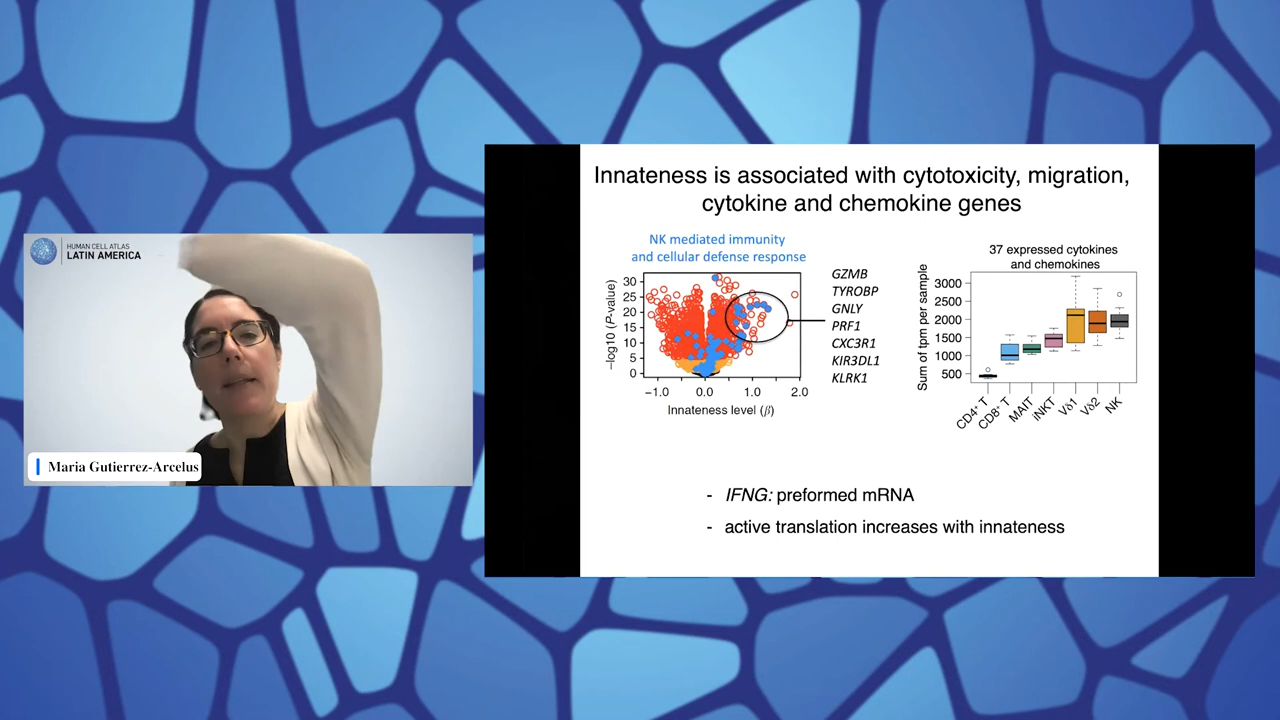 HUMAN CELL ATLAS
LATIN AMERICA
Maria Gutierrez-Arcelus
Innateness is associated with cytotoxicity, migration,
cytokine and chemokine genes
NK mediated immunity
and cellular defense response
−log10 (P-value)
30
25
20
15
10
5
0
−1.0 0.0 1.0 2.0
Innateness level (β)
GZMB
TYROBP
GNLY
PRF1
CXC3R1
KIR3DL1
KLRK1
37 expressed cytokines
and chemokines
Sum of tpm per sample
3000
2500
2000
1500
1000
500
CD4⁺ T
CD8⁺ T
MAIT
iNKT
Vδ1
Vδ2
NK
- IFNG: preformed mRNA
- active translation increases with innateness